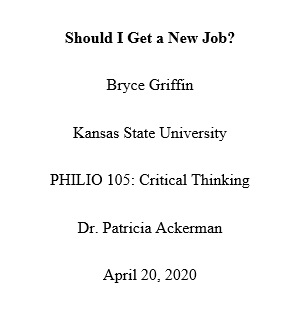 Should I Get a New Job?
Bryce Griffin
Kansas State University
PHILIO 105: Critical Thinking
Dr. Patricia Ackerman
April 20, 2020